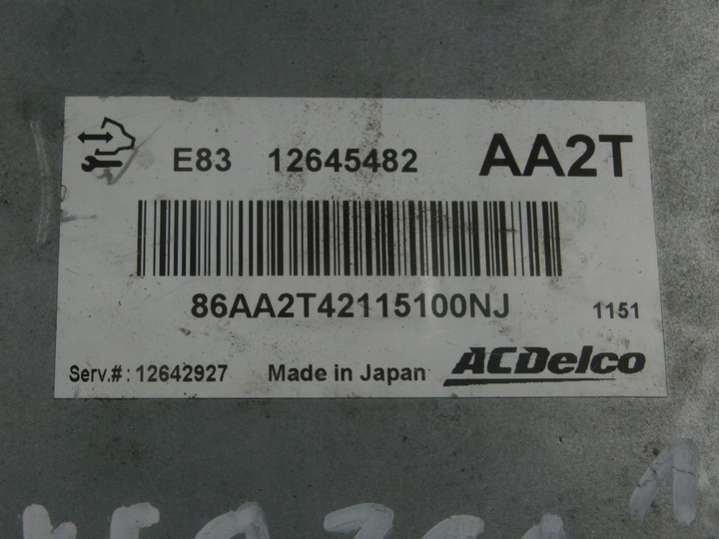 E83 12645482 AA2T
86AA2T42115100NJ 1151
Serv.#: 12642927 Made in Japan ACDelco